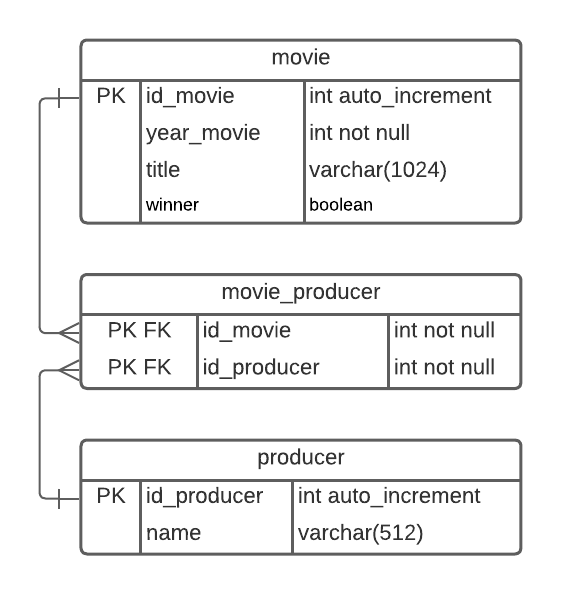 movie
PK id_movie int auto_increment
year_movie int not null
title varchar(1024)
winner boolean
movie_producer
PK FK id_movie int not null
PK FK id_producer int not null
producer
PK id_producer int auto_increment
name varchar(512)